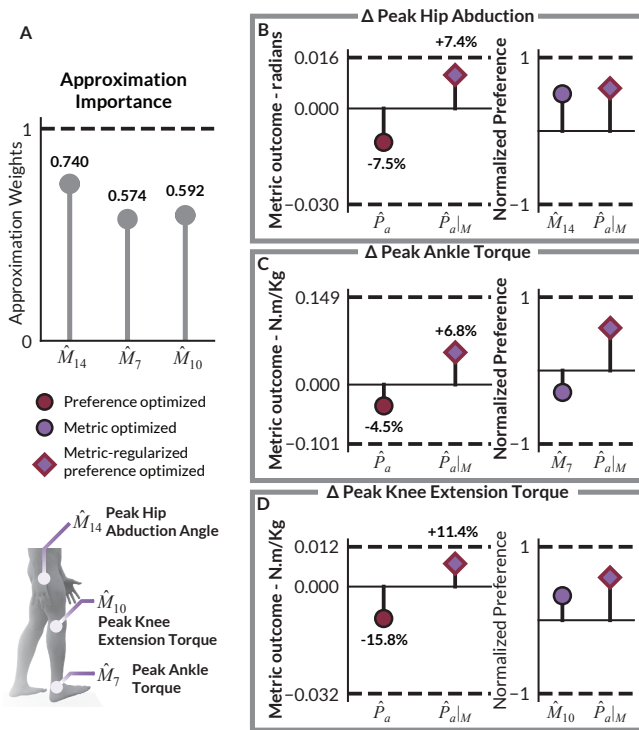 A
Approximation
Importance
Approximation Weights
1
0.740
0.574
0.592
0
M̂₁₄
M̂₇
M̂₁₀
Preference optimized
Metric optimized
Metric-regularized
preference optimized
M̂₁₄ Peak Hip
Abduction Angle
M̂₁₀
Peak Knee
Extension Torque
M̂₇ Peak Ankle
Torque
Δ Peak Hip Abduction
B
Metric outcome - radians
0.016
0.000
−0.030
+7.4%
-7.5%
P̂ₐ
P̂ₐ|M
Normalized Preference
1
−1
M̂₁₄
P̂ₐ|M
Δ Peak Ankle Torque
C
Metric outcome - N.m/Kg
0.149
0.000
−0.101
+6.8%
-4.5%
P̂ₐ
P̂ₐ|M
Normalized Preference
1
−1
M̂₇
P̂ₐ|M
Δ Peak Knee Extension Torque
D
Metric outcome - N.m/Kg
0.012
0.000
−0.032
+11.4%
-15.8%
P̂ₐ
P̂ₐ|M
Normalized Preference
1
−1
M̂₁₀
P̂ₐ|M